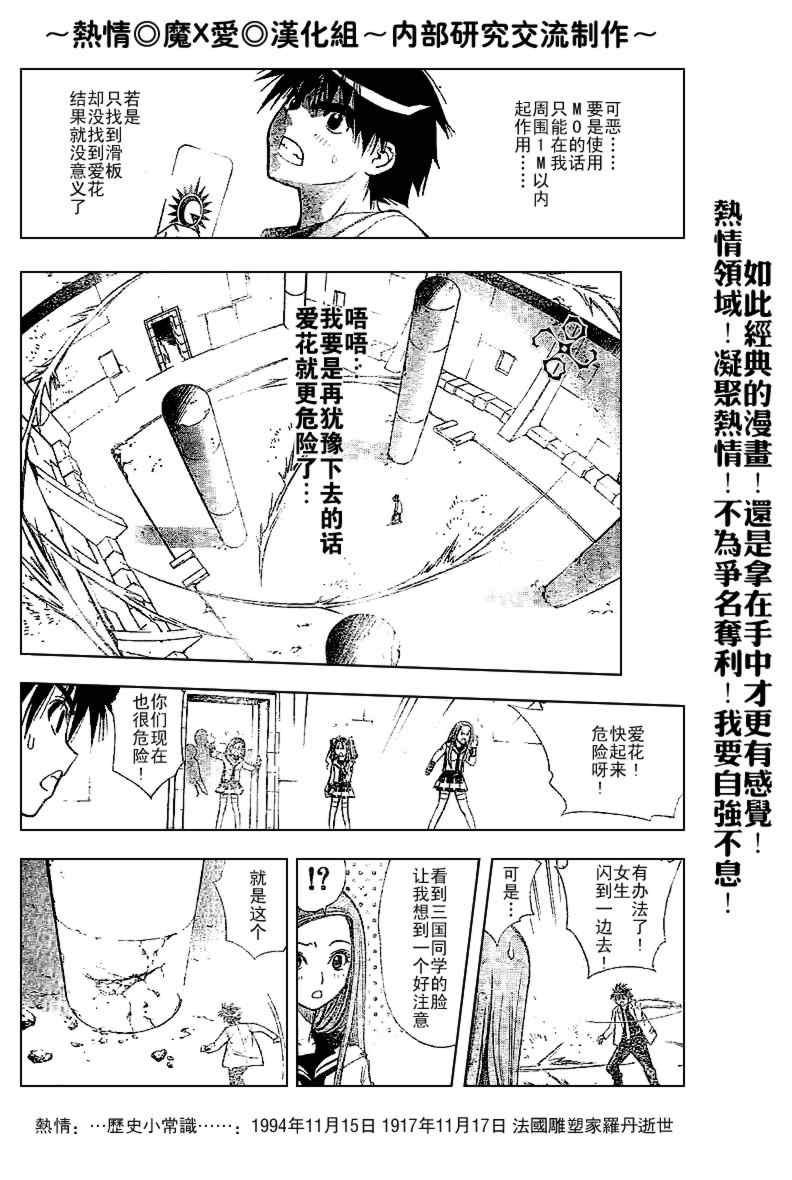 ～熱情◎魔X愛◎漢化組～内部研究交流制作～
可恶……
要是使用
MO的话
只能在我
周围1M以内
起作用……
若是
只找到滑板
却没找到爱花
结果就没意义了
唔唔…
我要是再犹豫下去的话
爱花就更危险了…
爱花！
快起来
危险呀！
你们现在
也很危险！
有办法了！
女生
闪到一边去！
可是…
看到三国同学的脸
让我想到一个好注意
!?
就是这个
如此經典的漫畫！還是拿在手中才更有感覺！
熱情領域！凝聚熱情！不為爭名奪利！我要自強不息！
熱情：…歷史小常識……：1994年11月15日 1917年11月17日 法國雕塑家羅丹逝世